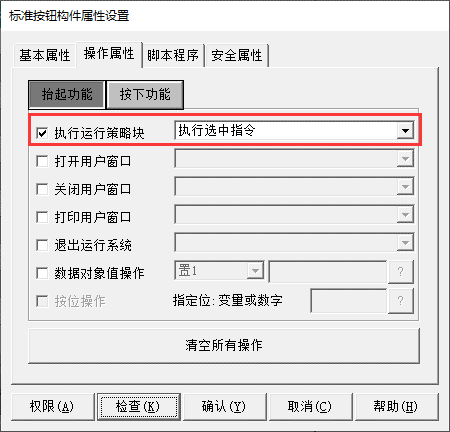 标准按钮构件属性设置
基本属性 操作属性 脚本程序 安全属性
抬起功能 按下功能
执行运行策略块 执行选中指令
打开用户窗口
关闭用户窗口
打印用户窗口
退出运行系统
数据对象值操作 置1 ?
按位操作 指定位:变量或数字 ?
清空所有操作
权限(A) 检查(K) 确认(Y) 取消(C) 帮助(H)